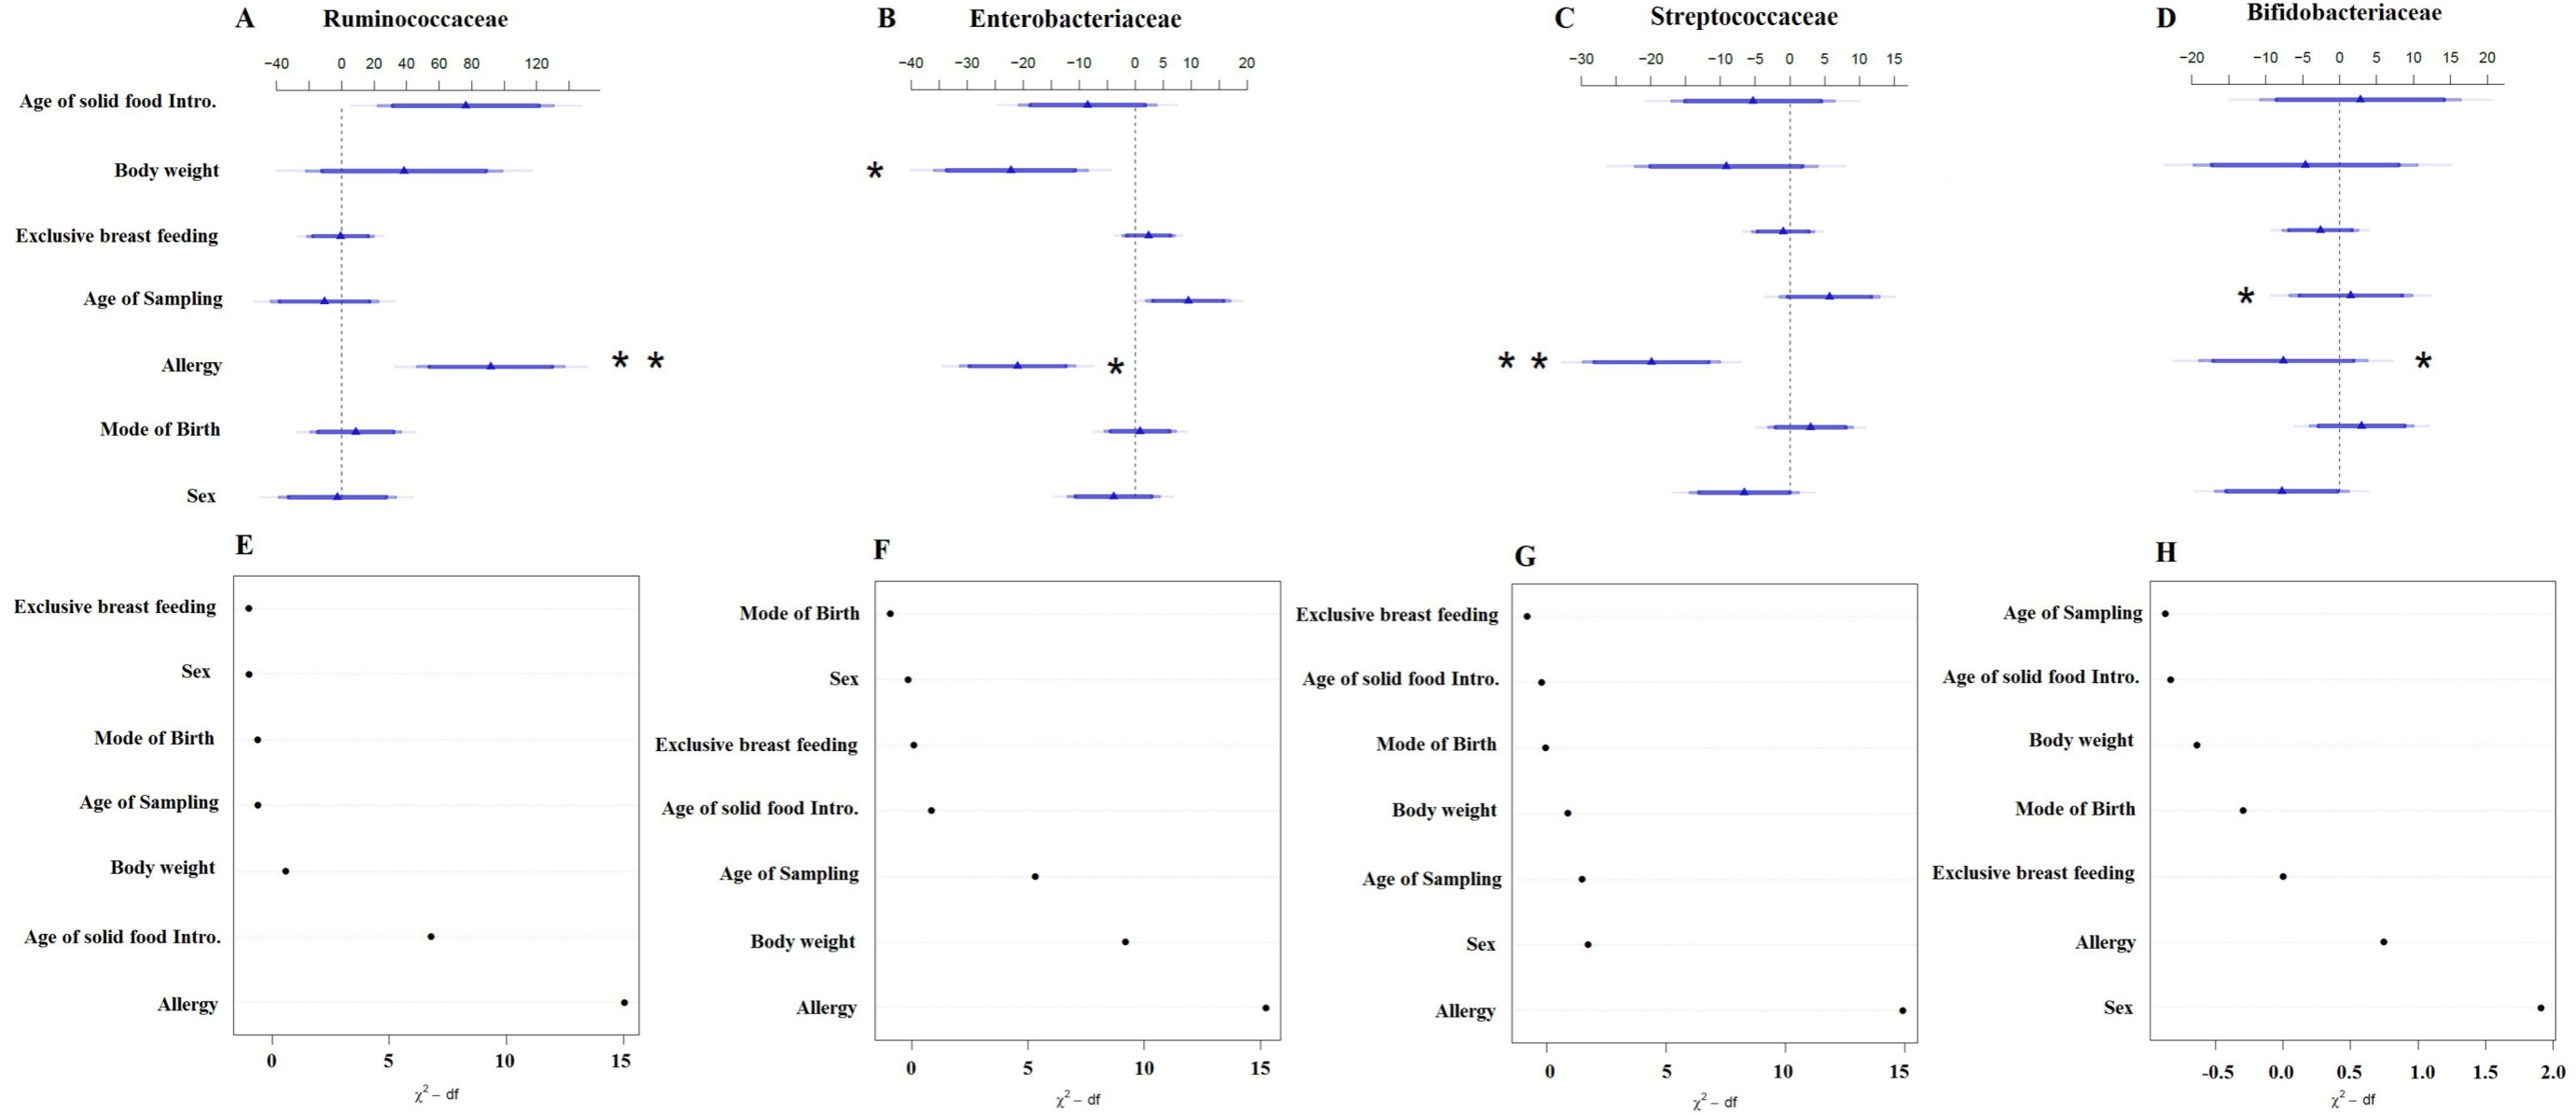 A Ruminococcaceae
B Enterobacteriaceae
C Streptococcaceae
D Bifidobacteriaceae
−40 0 20 40 60 80 120
−40 −30 −20 −10 0 5 10 20
−30 −20 −10 −5 0 5 10 15
−20 −10 −5 0 5 10 15 20
Age of solid food Intro.
Body weight
*
Exclusive breast feeding
Age of Sampling
*
Allergy
* *
*
* *
*
Mode of Birth
Sex
E
Exclusive breast feeding
Sex
Mode of Birth
Age of Sampling
Body weight
Age of solid food Intro.
Allergy
0 5 10 15
χ² − df
F
Mode of Birth
Sex
Exclusive breast feeding
Age of solid food Intro.
Age of Sampling
Body weight
Allergy
0 5 10 15
χ² − df
G
Exclusive breast feeding
Age of solid food Intro.
Mode of Birth
Body weight
Age of Sampling
Sex
Allergy
0 5 10 15
χ² − df
H
Age of Sampling
Age of solid food Intro.
Body weight
Mode of Birth
Exclusive breast feeding
Allergy
Sex
-0.5 0.0 0.5 1.0 1.5 2.0
χ² − df